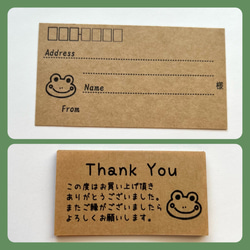 Address
Name
様
From
Thank You
この度はお買い上げ頂き
ありがとうございました。
またご縁がございましたら
よろしくお願いします。